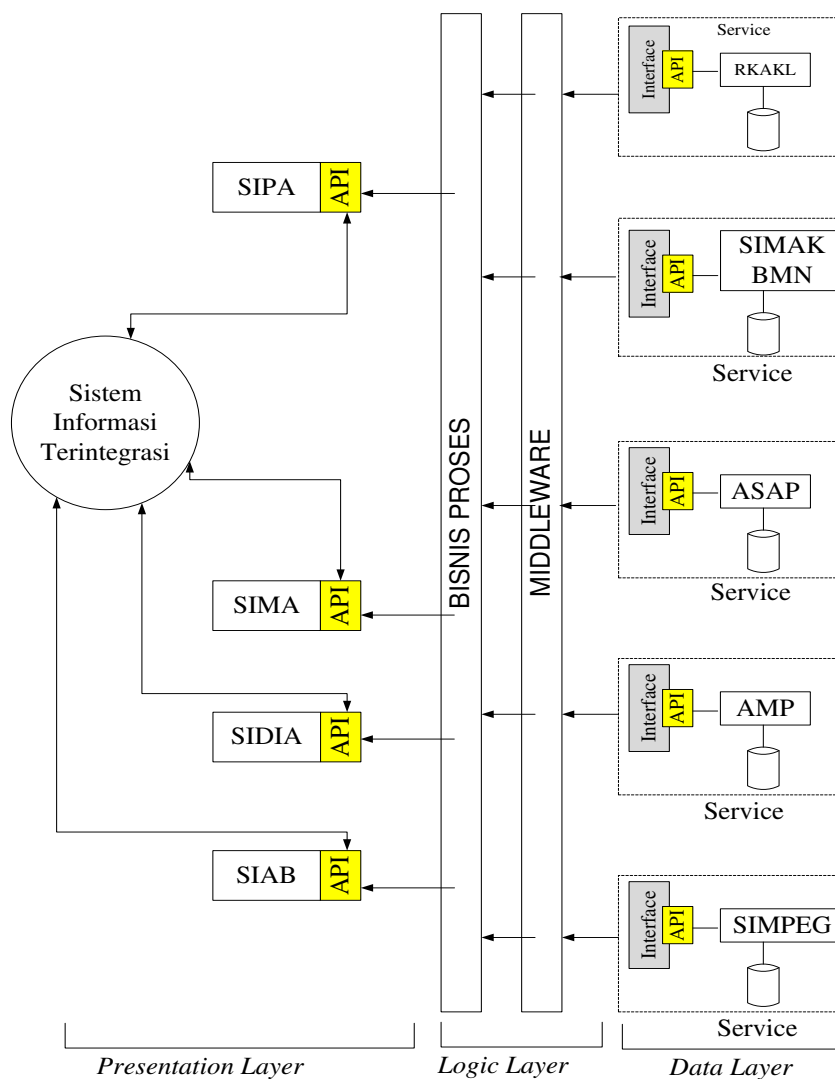 Service
Interface
API
RKAKL
SIPA
API
Interface
API
SIMAK
BMN
Service
Sistem
Informasi
Terintegrasi
BISNIS PROSES
MIDDLEWARE
Interface
API
ASAP
Service
SIMA
API
Interface
API
AMP
Service
SIDIA
API
SIAB
API
Interface
API
SIMPEG
Service
Presentation Layer
Logic Layer
Data Layer